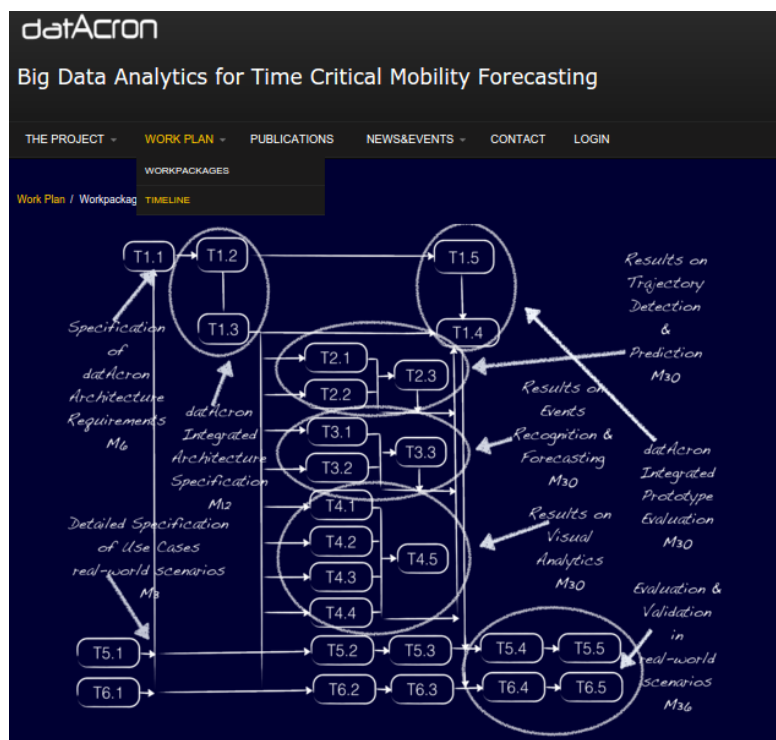 datAcron
Big Data Analytics for Time Critical Mobility Forecasting
THE PROJECT WORK PLAN PUBLICATIONS NEWS&EVENTS CONTACT LOGIN
WORKPACKAGES
TIMELINE
Work Plan / Workpackag
T1.1
T1.2
T1.3
T1.5
T1.4
Specification
of
datAcron
Architecture
Requirements
M6
datAcron
Integrated
Architecture
Specification
M12
Results on
Trajectory
Detection
&
Prediction
M30
T2.1
T2.2
T2.3
Results on
Events
Recognition &
Forecasting
M30
T3.1
T3.2
T3.3
datAcron
Integrated
Prototype
Evaluation
M30
T4.1
T4.2
T4.3
T4.4
T4.5
Results on
Visual
Analytics
M30
Detailed Specification
of Use Cases
real-world scenarios
M3
Evaluation &
Validation
in
real-world
scenarios
M36
T5.1
T5.2
T5.3
T5.4
T5.5
T6.1
T6.2
T6.3
T6.4
T6.5